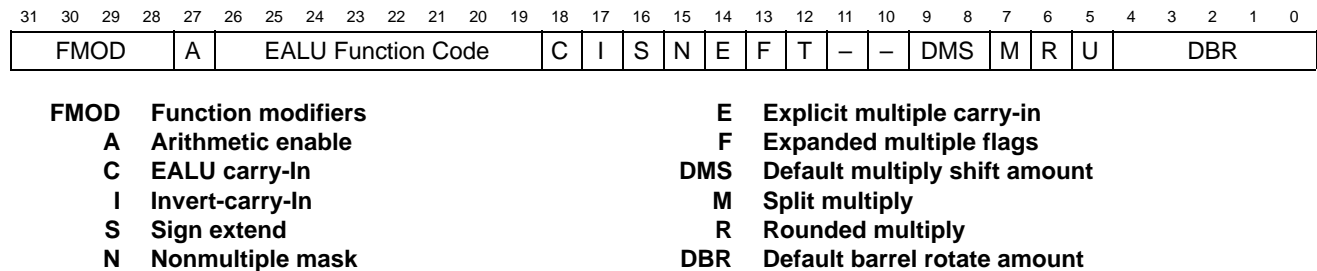 31 30 29 28 27 26 25 24 23 22 21 20 19 18 17 16 15 14 13 12 11 10 9 8 7 6 5 4 3 2 1 0
FMOD A EALU Function Code C I S N E F T – – DMS M R U DBR
FMOD Function modifiers E Explicit multiple carry-in
A Arithmetic enable F Expanded multiple flags
C EALU carry-In DMS Default multiply shift amount
I Invert-carry-In M Split multiply
S Sign extend R Rounded multiply
N Nonmultiple mask DBR Default barrel rotate amount